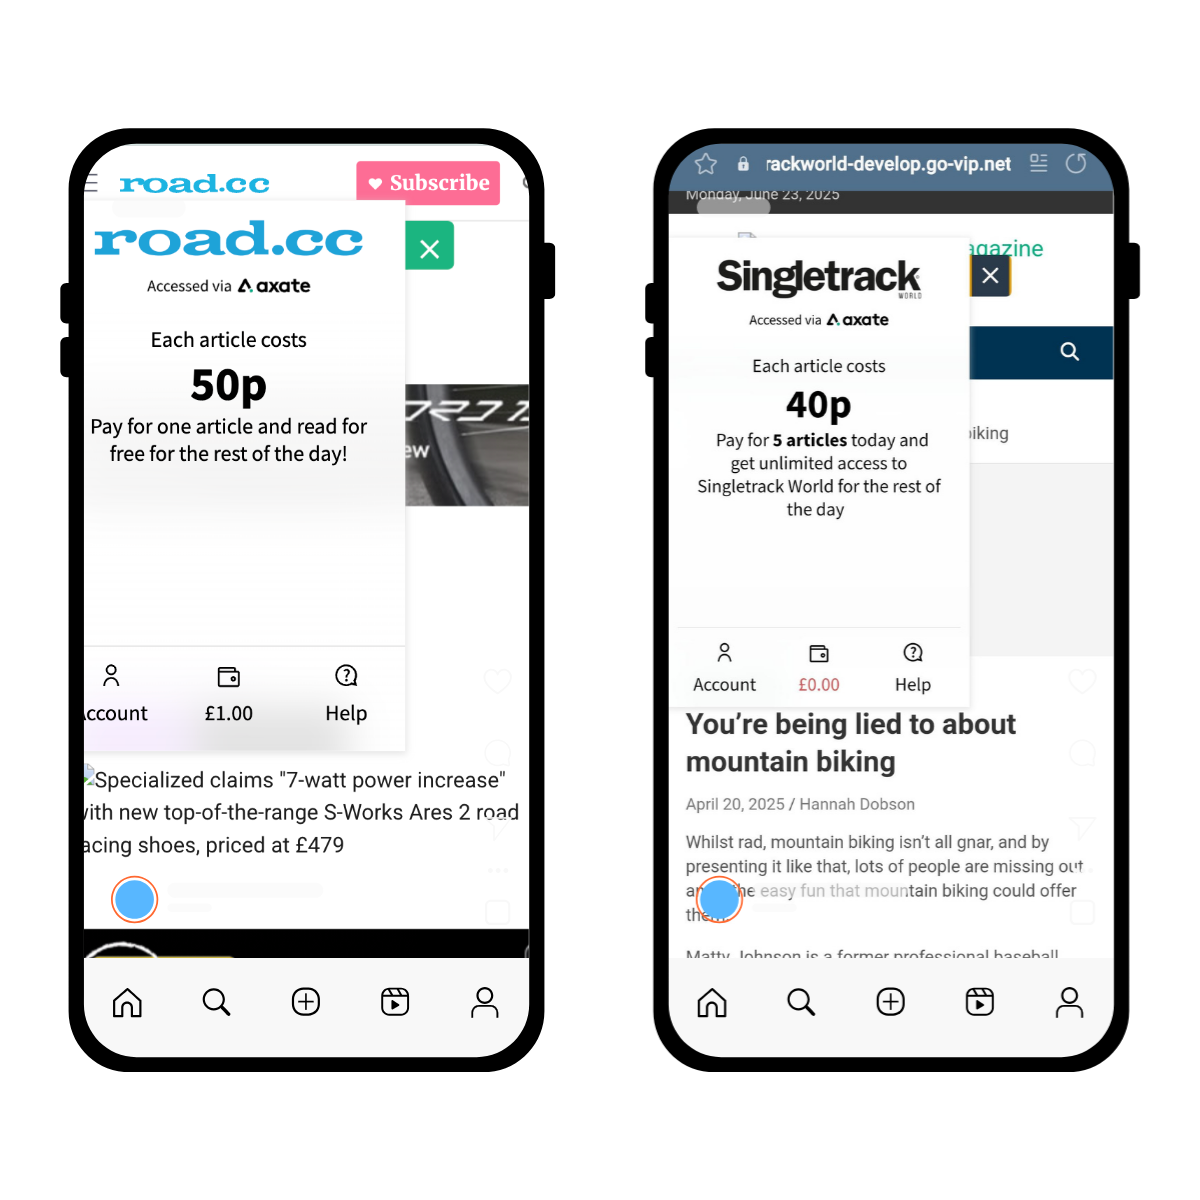 road.cc
Subscribe
road.cc
Accessed via axate
Each article costs
50p
Pay for one article and read for
free for the rest of the day!
ccount
£1.00
Help
Specialized claims "7-watt power increase"
with new top-of-the-range S-Works Ares 2 road
acing shoes, priced at £479
rackworld-develop.go-vip.net
Monday, June 23, 2025
agazine
Singletrack
WORLD
Accessed via axate
Each article costs
40p
Pay for 5 articles today and
get unlimited access to
Singletrack World for the rest of
the day
biking
Account
£0.00
Help
You’re being lied to about
mountain biking
April 20, 2025 / Hannah Dobson
Whilst rad, mountain biking isn’t all gnar, and by
presenting it like that, lots of people are missing out
easy fun that mountain biking could offer
Matty Johnson is a former professional baseball